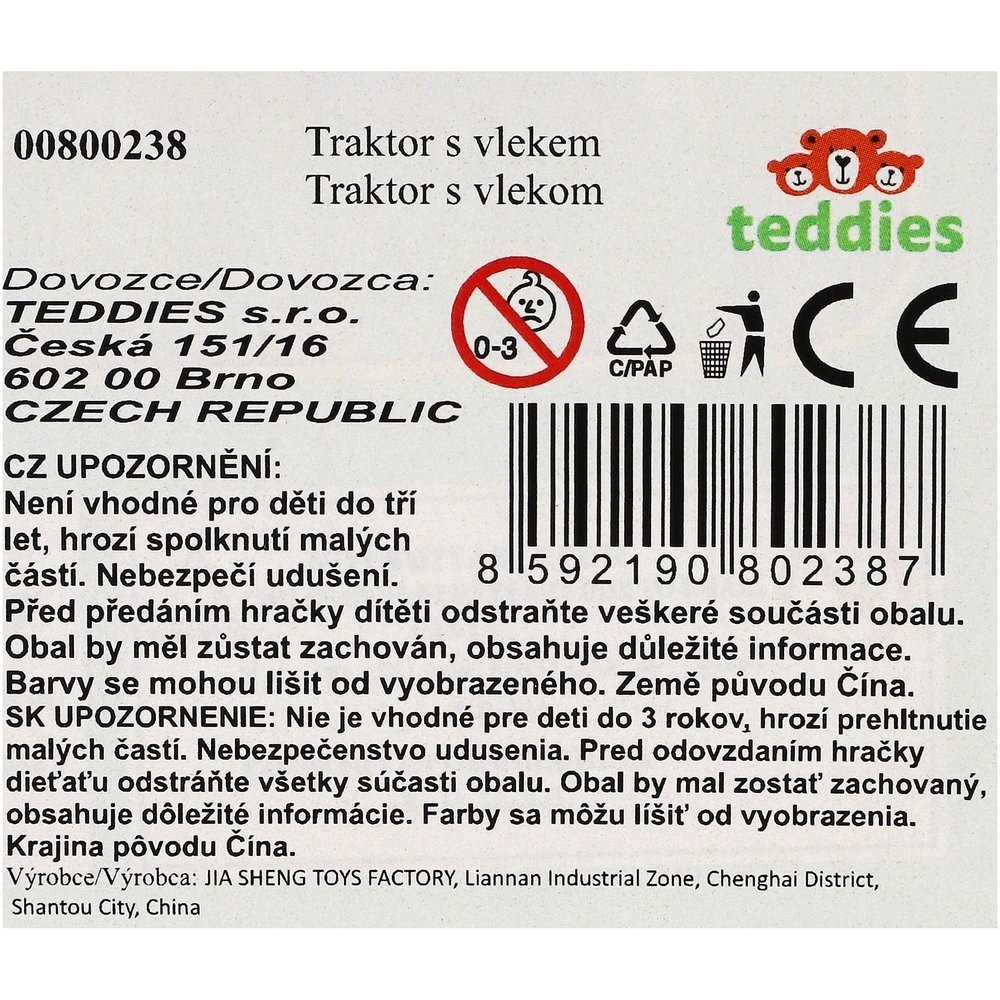 00800238
Traktor s vlekem
Traktor s vlekom
teddies
Dovozce/Dovozca:
TEDDIES s.r.o.
Česká 151/16
602 00 Brno
CZECH REPUBLIC
0-3
C/PAP
CE
8 592190 802387
CZ UPOZORNĚNÍ:
Není vhodné pro děti do tří
let, hrozí spolknutí malých
částí. Nebezpečí udušení.
Před předáním hračky dítěti odstraňte veškeré součásti obalu.
Obal by měl zůstat zachován, obsahuje důležité informace.
Barvy se mohou lišit od vyobrazeného. Země původu Čína.
SK UPOZORNENIE: Nie je vhodné pre deti do 3 rokov, hrozí prehltnutie
malých častí. Nebezpečenstvo udusenia. Pred odovzdaním hračky
dieťaťu odstráňte všetky súčasti obalu. Obal by mal zostať zachovaný,
obsahuje dôležité informácie. Farby sa môžu líšiť od vyobrazenia.
Krajina pôvodu Čína.
Výrobce/Výrobca: JIA SHENG TOYS FACTORY, Liannan Industrial Zone, Chenghai District,
Shantou City, China